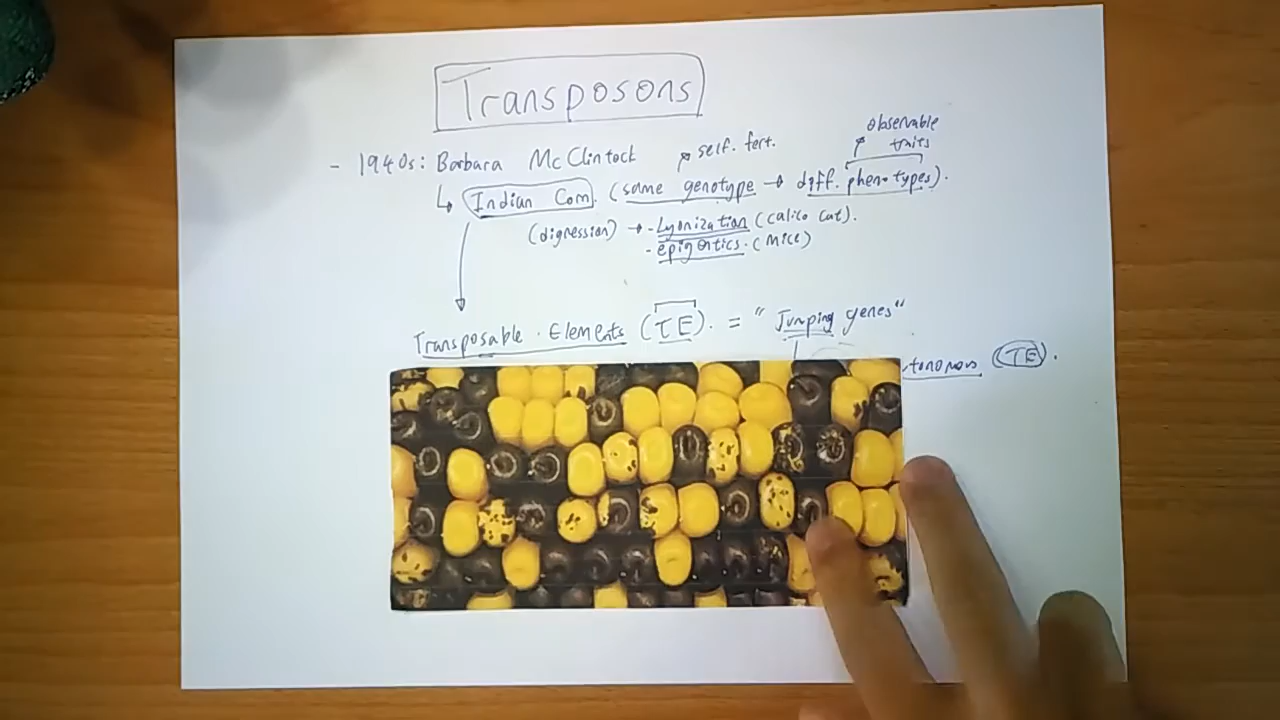 Transposons
- 1940s: Barbara McClintock
self. fert.
observable
traits
↳ Indian Corn. (same genotype → diff. phenotypes).
(digression) → - Lyonization (calico cat).
- epigentics. (mice)
Transposable. Elements (TE). = "Jumping genes"
tonomous (TE).